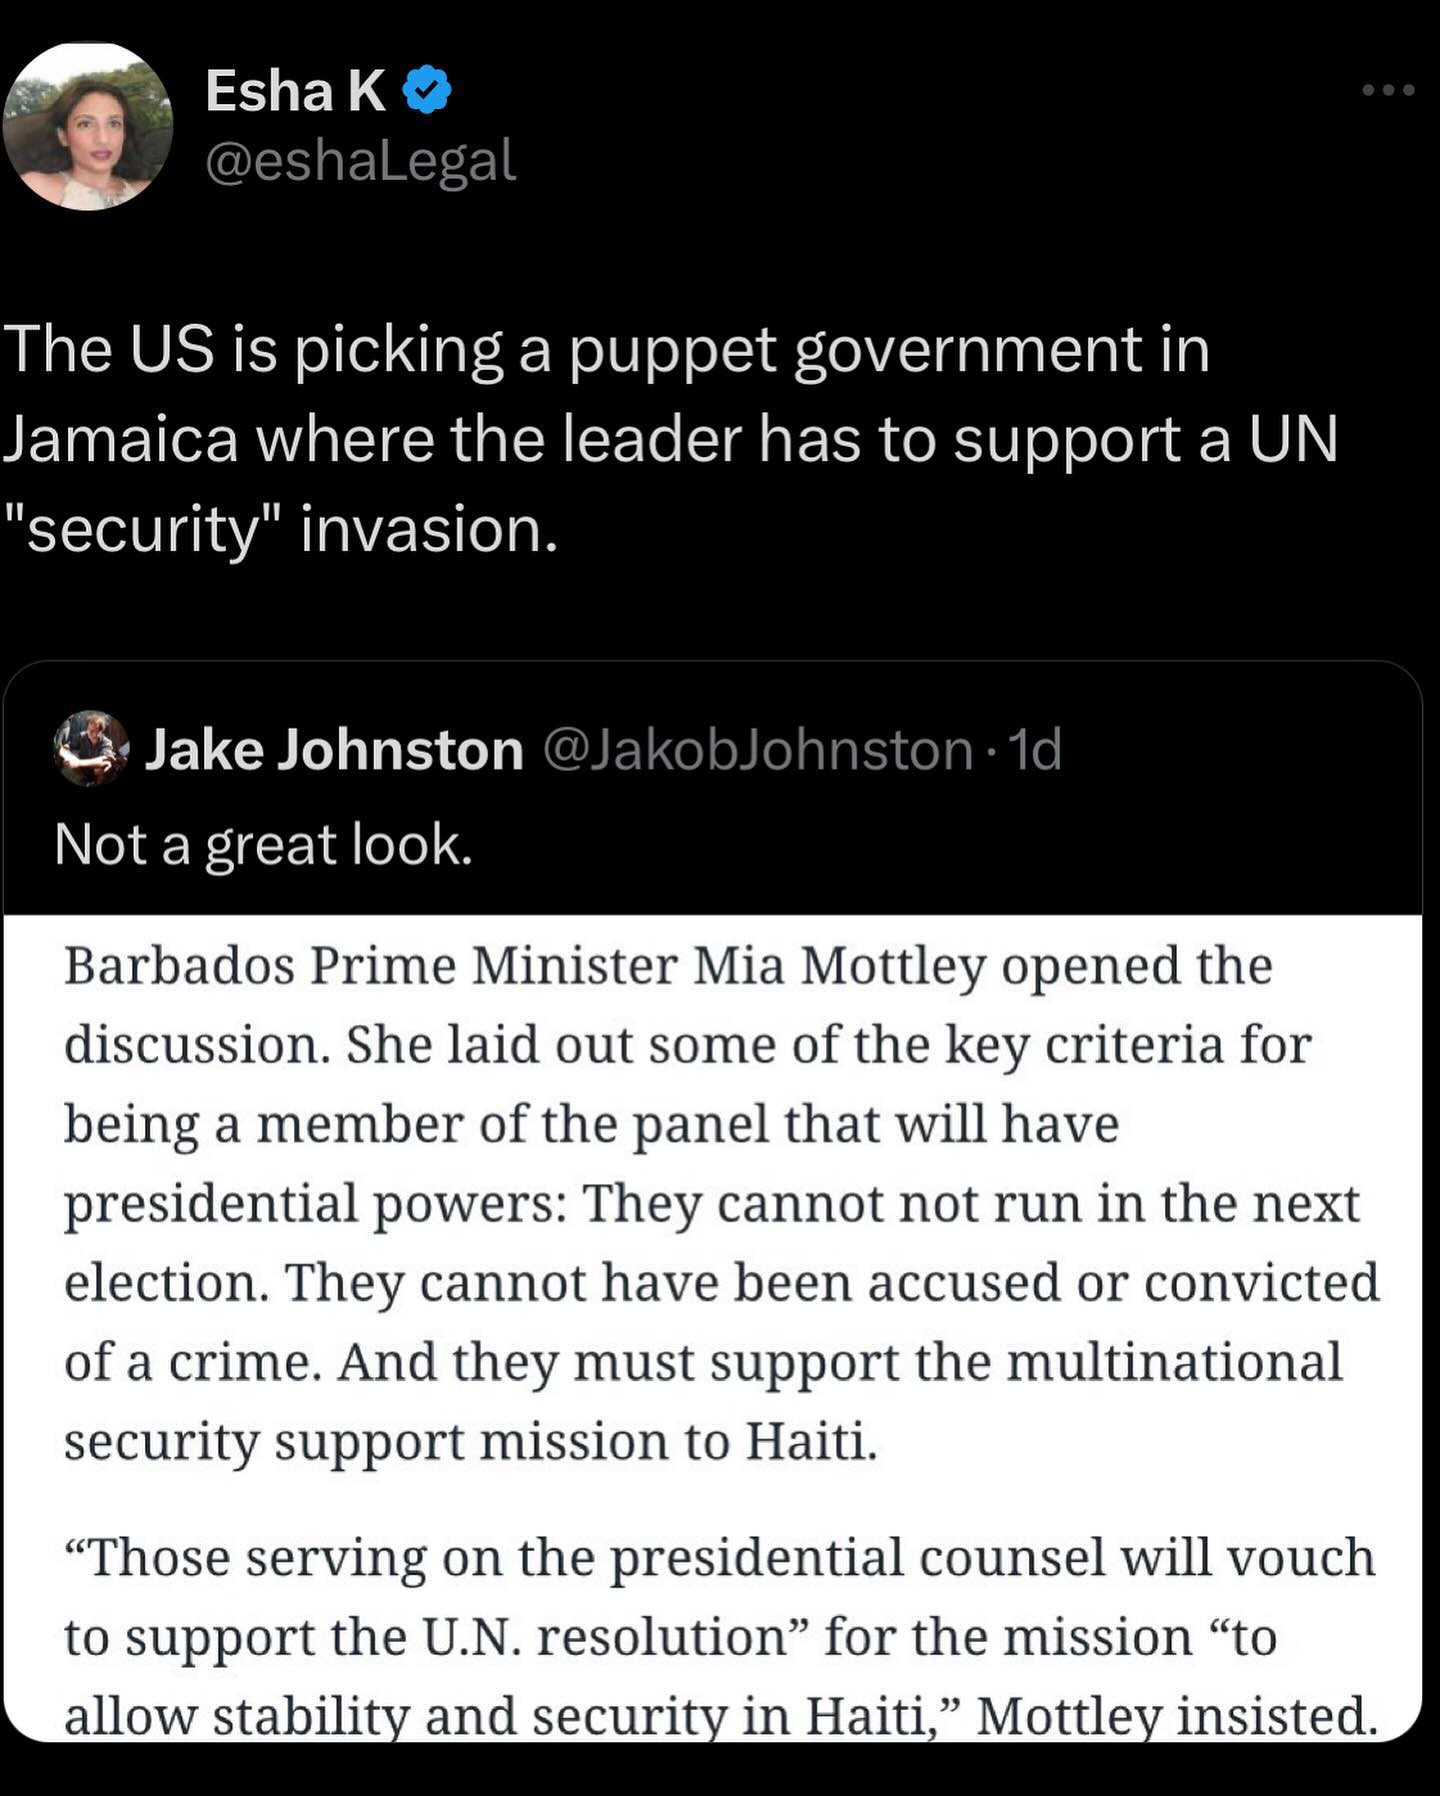 Esha K
@eshaLegal
The US is picking a puppet government in
Jamaica where the leader has to support a UN
"security" invasion.
Jake Johnston @JakobJohnston · 1d
Not a great look.
Barbados Prime Minister Mia Mottley opened the
discussion. She laid out some of the key criteria for
being a member of the panel that will have
presidential powers: They cannot not run in the next
election. They cannot have been accused or convicted
of a crime. And they must support the multinational
security support mission to Haiti.
“Those serving on the presidential counsel will vouch
to support the U.N. resolution” for the mission “to
allow stability and security in Haiti,” Mottley insisted.